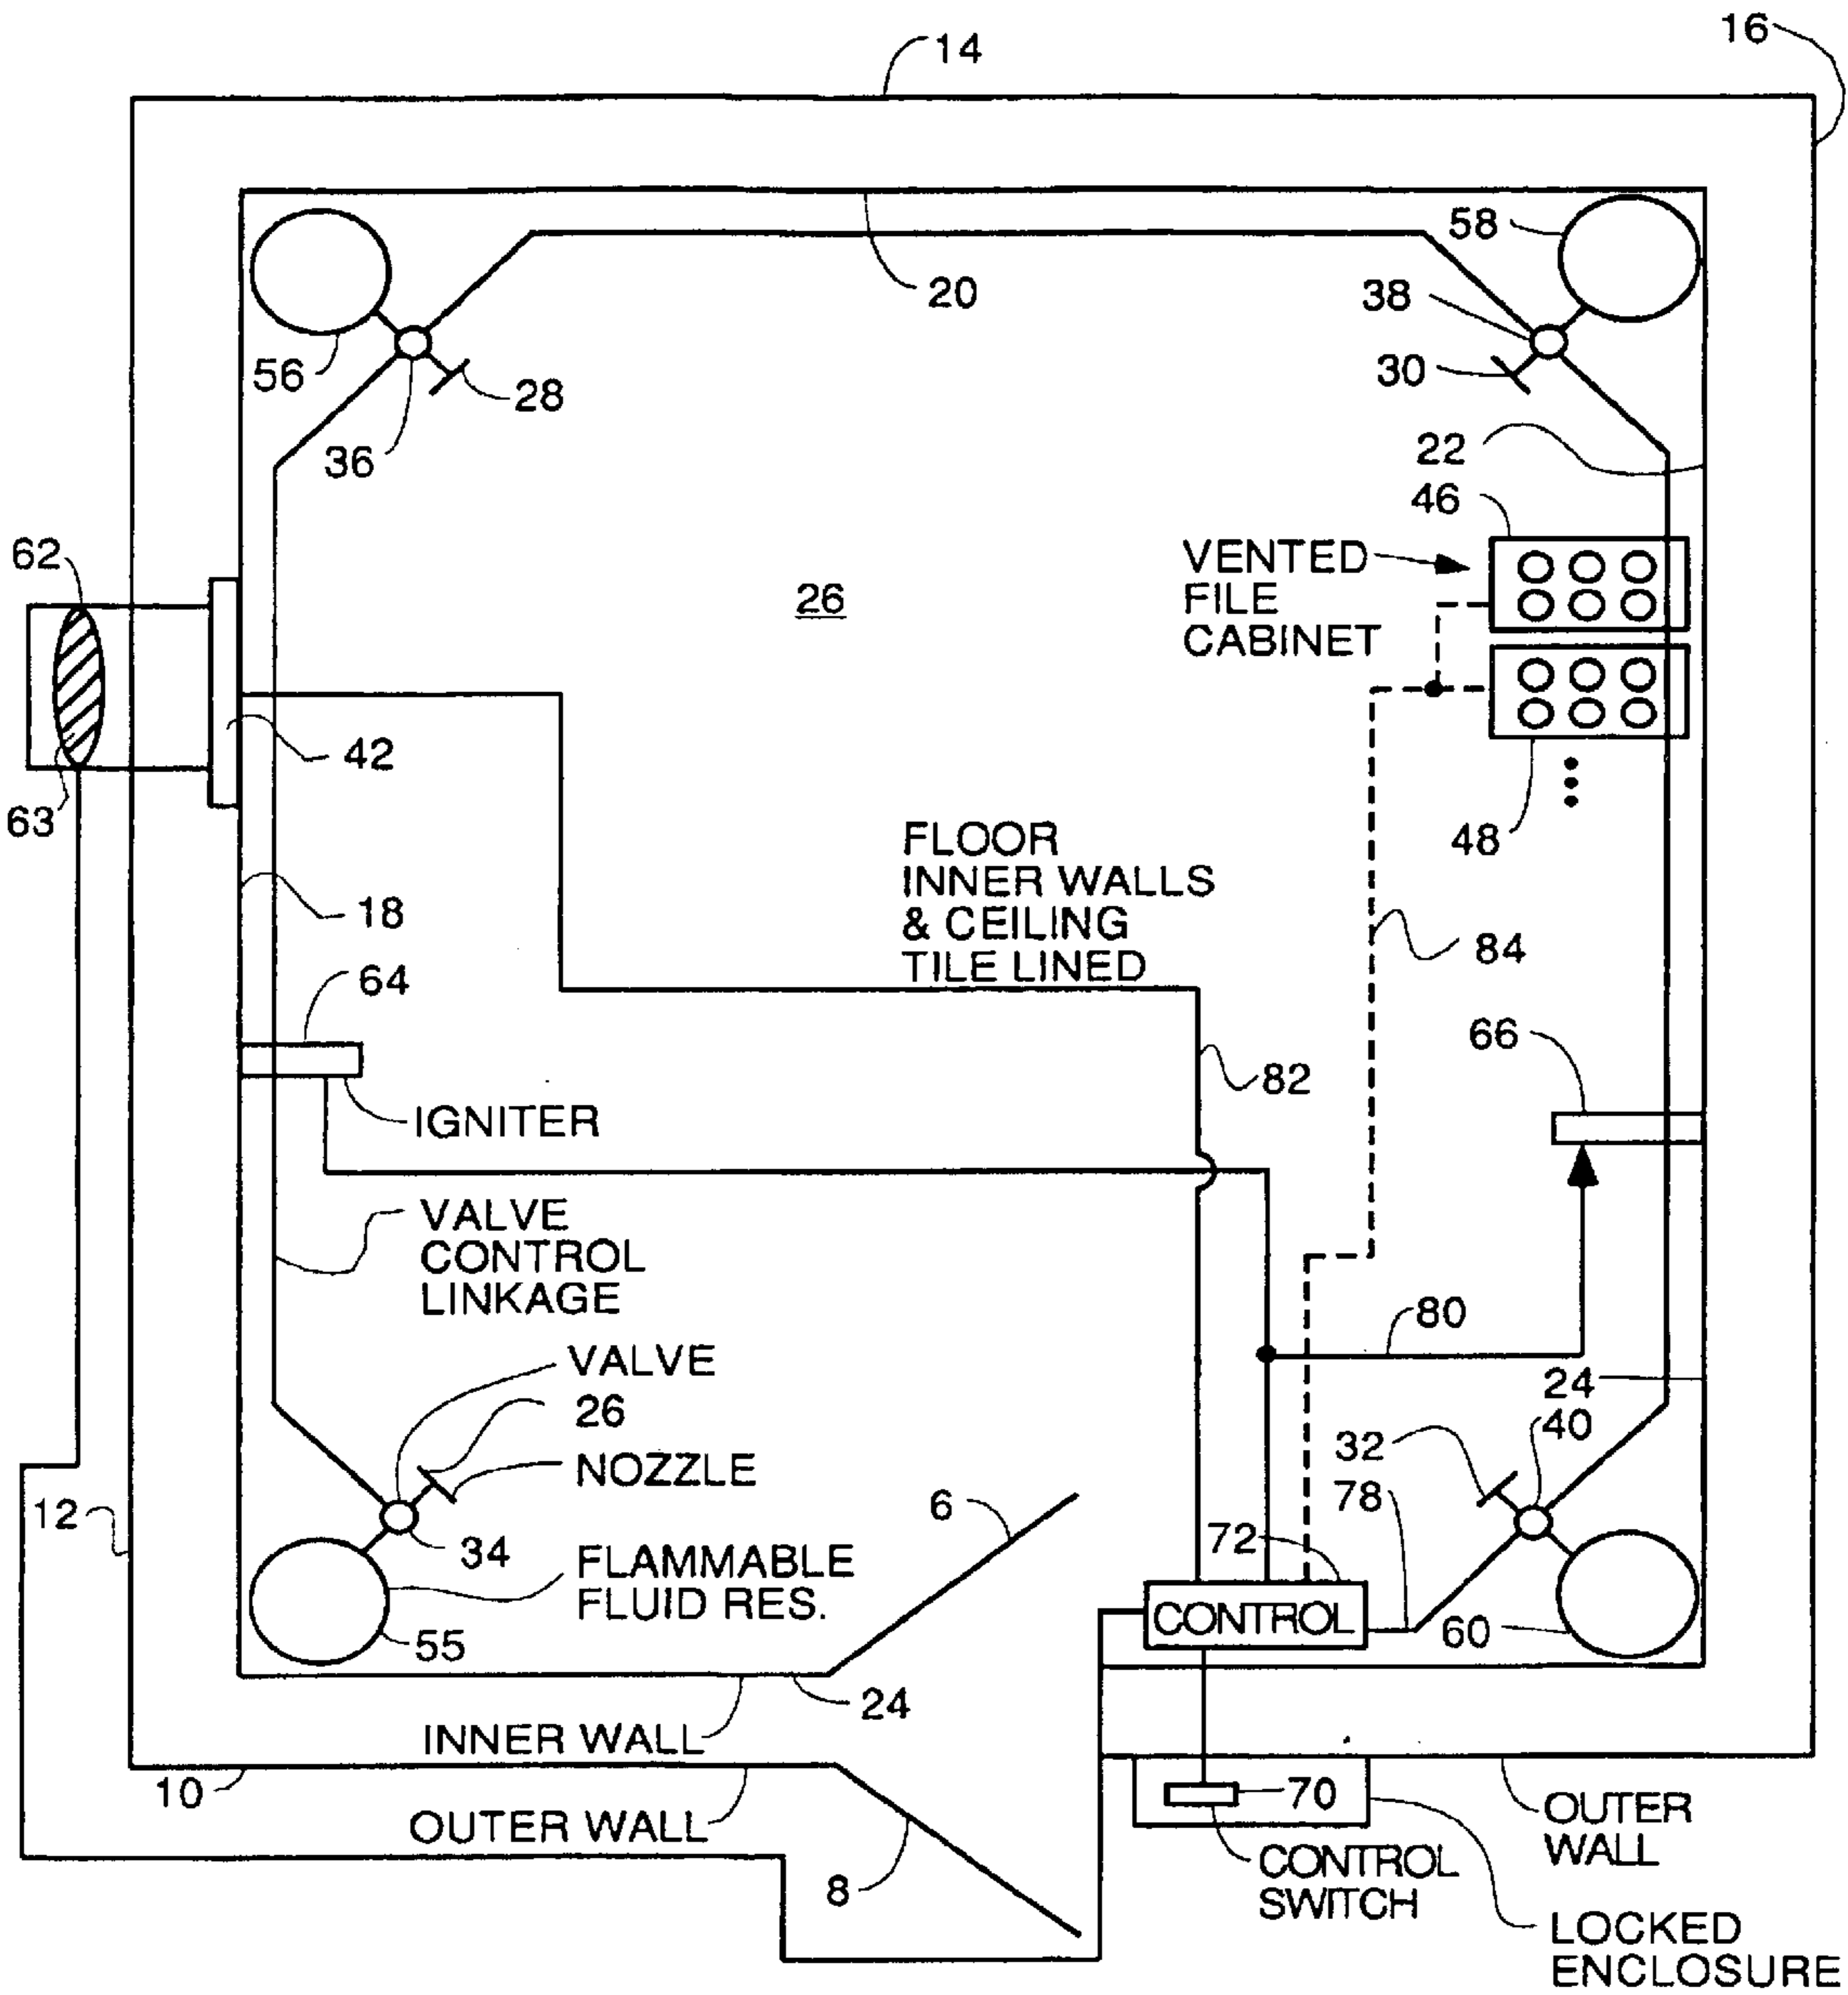 14
16
58
20
38
56
28
30
36
22
46
62
VENTED
FILE
CABINET
26
42
63
48
FLOOR
INNER WALLS
& CEILING
TILE LINED
18
84
64
66
82
IGNITER
VALVE
CONTROL
LINKAGE
80
VALVE
24
26
40
32
NOZZLE
78
6
12
34
72
FLAMMABLE
FLUID RES.
CONTROL
55
60
24
INNER WALL
10
70
OUTER WALL
OUTER
WALL
8
CONTROL
SWITCH
LOCKED
ENCLOSURE